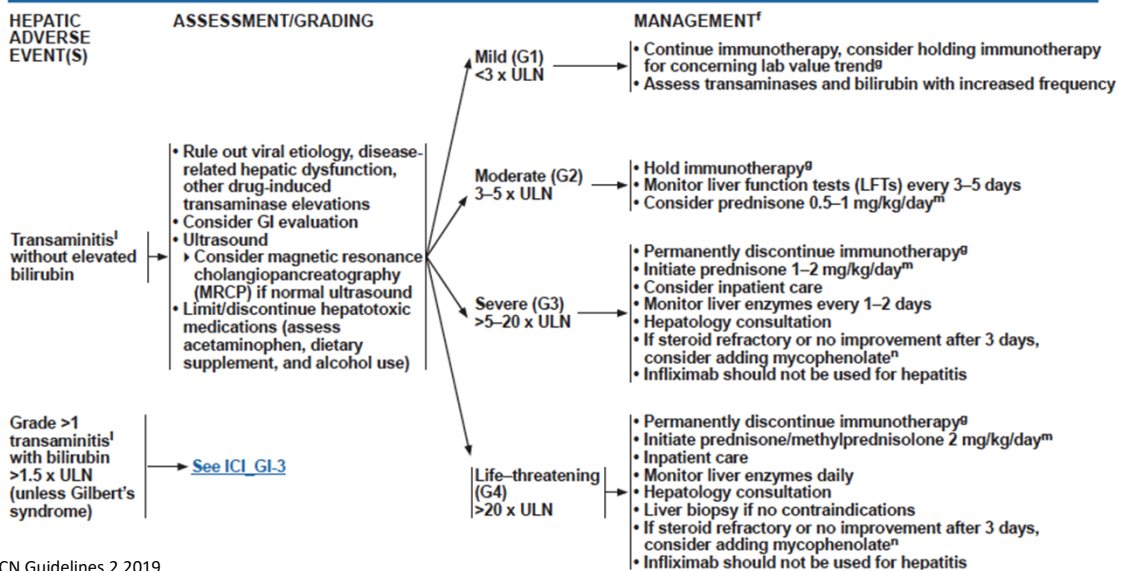 HEPATIC
ADVERSE
EVENT(S)
ASSESSMENT/GRADING
MANAGEMENTᶠ
Transaminitisˡ
without elevated
bilirubin
• Rule out viral etiology, disease-
related hepatic dysfunction,
other drug-induced
transaminase elevations
• Consider GI evaluation
• Ultrasound
▸ Consider magnetic resonance
cholangiopancreatography
(MRCP) if normal ultrasound
• Limit/discontinue hepatotoxic
medications (assess
acetaminophen, dietary
supplement, and alcohol use)
Mild (G1)
<3 x ULN
• Continue immunotherapy, consider holding immunotherapy
for concerning lab value trendᵍ
• Assess transaminases and bilirubin with increased frequency
Moderate (G2)
3–5 x ULN
• Hold immunotherapyᵍ
• Monitor liver function tests (LFTs) every 3–5 days
• Consider prednisone 0.5–1 mg/kg/dayᵐ
Severe (G3)
>5–20 x ULN
• Permanently discontinue immunotherapyᵍ
• Initiate prednisone 1–2 mg/kg/dayᵐ
• Consider inpatient care
• Monitor liver enzymes every 1–2 days
• Hepatology consultation
• If steroid refractory or no improvement after 3 days,
consider adding mycophenolateⁿ
• Infliximab should not be used for hepatitis
Life–threatening
(G4)
>20 x ULN
• Permanently discontinue immunotherapyᵍ
• Initiate prednisone/methylprednisolone 2 mg/kg/dayᵐ
• Inpatient care
• Monitor liver enzymes daily
• Hepatology consultation
• Liver biopsy if no contraindications
• If steroid refractory or no improvement after 3 days,
consider adding mycophenolateⁿ
• Infliximab should not be used for hepatitis
Grade >1
transaminitisˡ
with bilirubin
>1.5 x ULN
(unless Gilbert's
syndrome)
See ICI_GI-3
CN Guidelines 2.2019